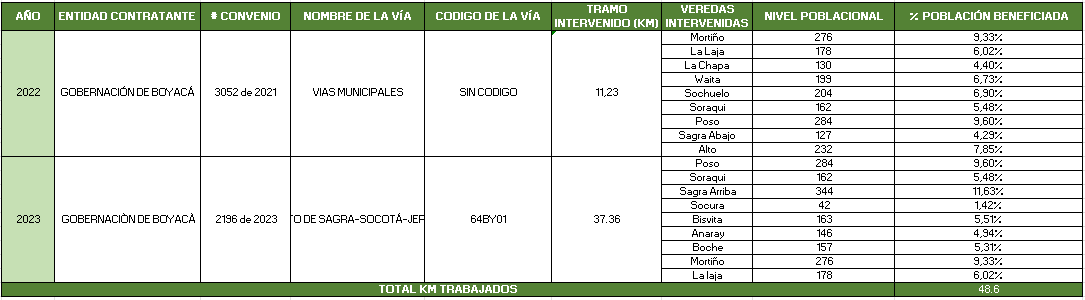 AÑO ENTIDAD CONTRATANTE # CONVENIO NOMBRE DE LA VÍA CODIGO DE LA VÍA TRAMO INTERVENIDO (KM) VEREDAS INTERVENIDAS NIVEL POBLACIONAL % POBLACIÓN BENEFICIADA
2022 GOBERNACIÓN DE BOYACÁ 3052 de 2021 VIAS MUNICIPALES SIN CODIGO 11,23
Mortiño 276 9,33%
La Laja 178 6,02%
La Chapa 130 4,40%
Waita 199 6,73%
Sochuelo 204 6,90%
Soraqui 162 5,48%
Poso 284 9,60%
Sagra Abajo 127 4,29%
Alto 232 7,85%
2023 GOBERNACIÒN DE BOYACÀ 2196 de 2023 TO DE SAGRA-SOCOTÁ-JER 64BY01 37.36
Poso 284 9,60%
Soraqui 162 5,48%
Sagra Arriba 344 11,63%
Socura 42 1,42%
Bisvita 163 5,51%
Anaray 146 4,94%
Boche 157 5,31%
Mortiño 276 9,33%
La laja 178 6,02%
TOTAL KM TRABAJADOS 48.6